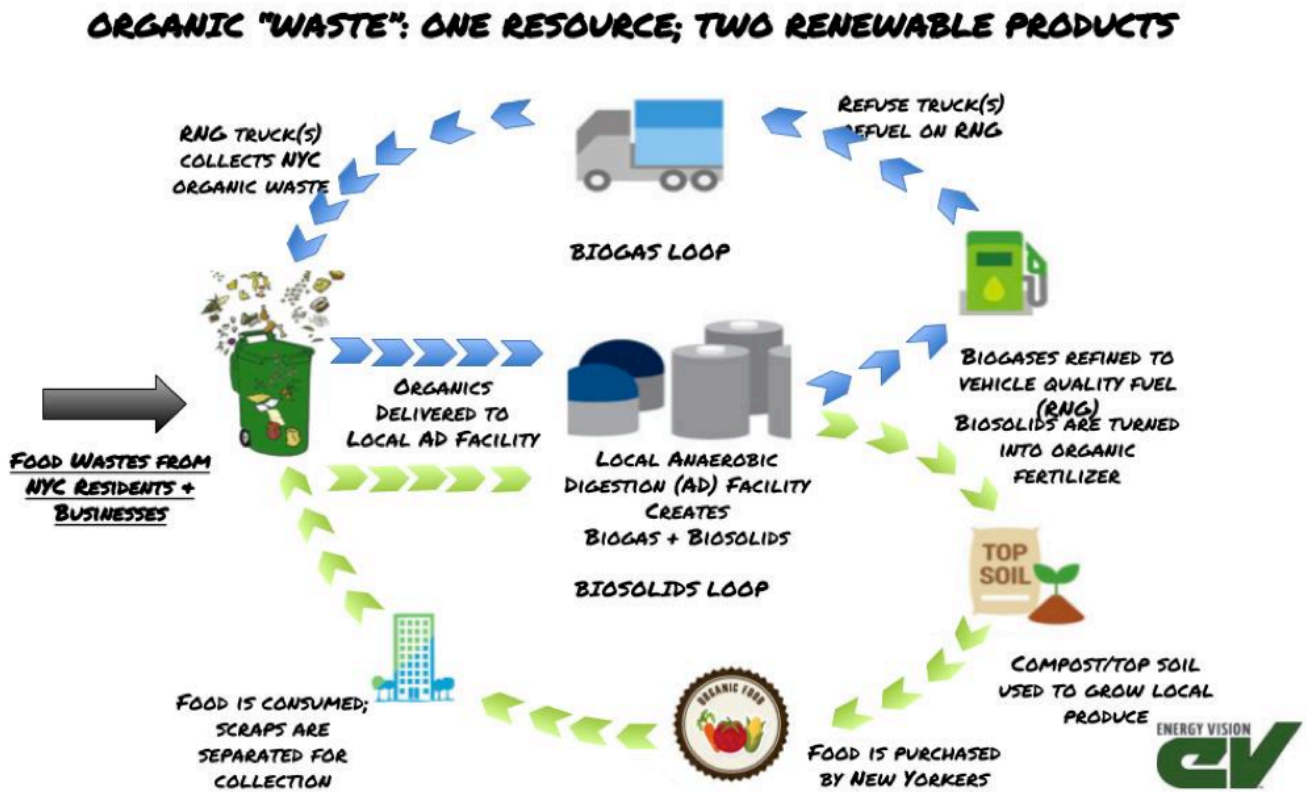 ORGANIC "WASTE": ONE RESOURCE; TWO RENEWABLE PRODUCTS
RNG TRUCK(S)
COLLECTS NYC
ORGANIC WASTE
REFUSE TRUCK(S)
REFUEL ON RNG
BIOGAS LOOP
ORGANICS
DELIVERED TO
LOCAL AD FACILITY
BIOGASES REFINED TO
VEHICLE QUALITY FUEL
(RNG)
BIOSOLIDS ARE TURNED
INTO ORGANIC
FERTILIZER
FOOD WASTES FROM
NYC RESIDENTS +
BUSINESSES
LOCAL ANAEROBIC
DIGESTION (AD) FACILITY
CREATES
BIOGAS + BIOSOLIDS
BIOSOLIDS LOOP
TOP
SOIL
COMPOST/TOP SOIL
USED TO GROW LOCAL
PRODUCE
ORGANIC FOOD
FOOD IS PURCHASED
BY NEW YORKERS
FOOD IS CONSUMED;
SCRAPS ARE
SEPARATED FOR
COLLECTION
ENERGY VISION
ev